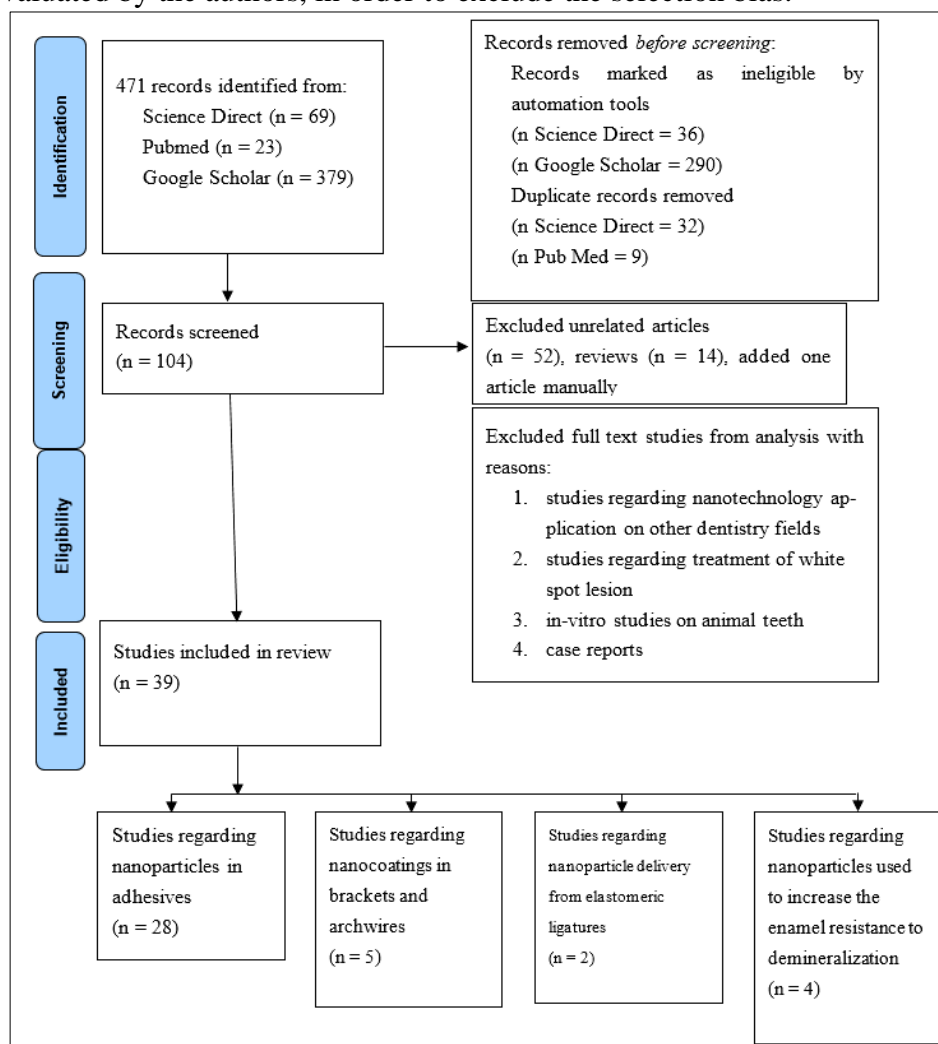 valuated by the authors, in order to exclude the selection bias.
Identification
471 records identified from:
Science Direct (n = 69)
Pubmed (n = 23)
Google Scholar (n = 379)
Records removed before screening:
Records marked as ineligible by
automation tools
(n Science Direct = 36)
(n Google Scholar = 290)
Duplicate records removed
(n Science Direct = 32)
(n Pub Med = 9)
Screening
Records screened
(n = 104)
Excluded unrelated articles
(n = 52), reviews (n = 14), added one
article manually
Eligibility
Excluded full text studies from analysis with
reasons:
1. studies regarding nanotechnology ap-
plication on other dentistry fields
2. studies regarding treatment of white
spot lesion
3. in-vitro studies on animal teeth
4. case reports
Included
Studies included in review
(n = 39)
Studies regarding
nanoparticles in
adhesives
(n = 28)
Studies regarding
nanocoatings in
brackets and
archwires
(n = 5)
Studies regarding
nanoparticle delivery
from elastomeric
ligatures
(n = 2)
Studies regarding
nanoparticles used
to increase the
enamel resistance to
demineralization
(n = 4)